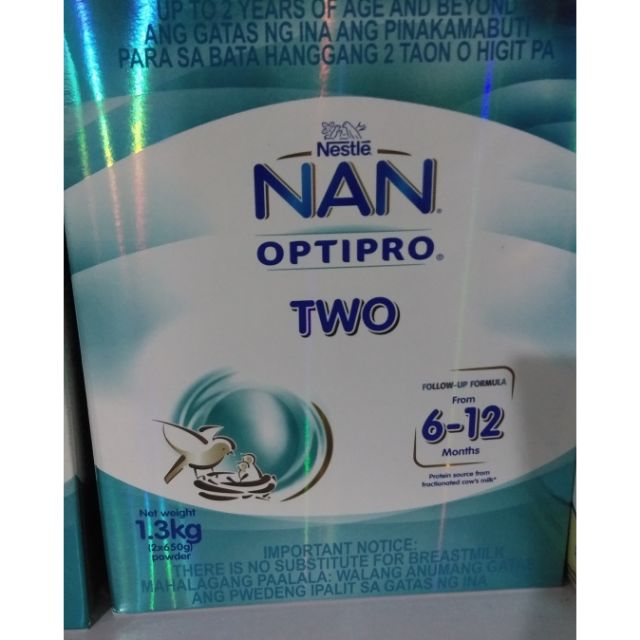 UP TO 2 YEARS OF AGE AND BEYOND
ANG GATAS NG INA ANG PINAKAMABUTI
PARA SA BATA HANGGANG 2 TAON O HIGIT PA
Nestlé
NAN®
OPTIPRO®
TWO
FOLLOW-UP FORMULA
From
6-12
Months
Protein source from
fractionated cow's milk*
Net weight
1.3kg
(2x650g)
powder
IMPORTANT NOTICE:
THERE IS NO SUBSTITUTE FOR BREASTMILK
MAHALAGANG PAALALA: WALANG ANUMANG GATAS
ANG PWEDENG IPALIT SA GATAS NG INA